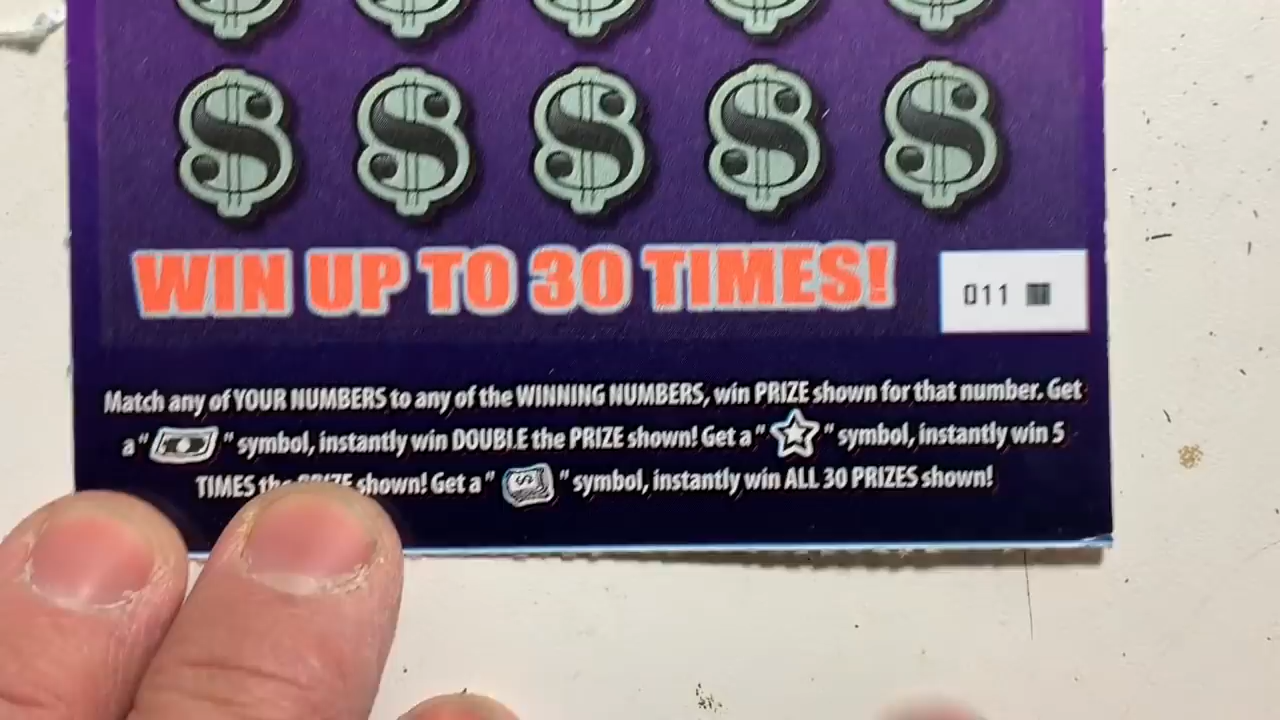 WIN UP TO 30 TIMES!
011
Match any of YOUR NUMBERS to any of the WINNING NUMBERS, win PRIZE shown for that number. Get
a " " symbol, instantly win DOUBLE the PRIZE shown! Get a " " symbol, instantly win 5
TIMES the PRIZE shown! Get a " " symbol, instantly win ALL 30 PRIZES shown!